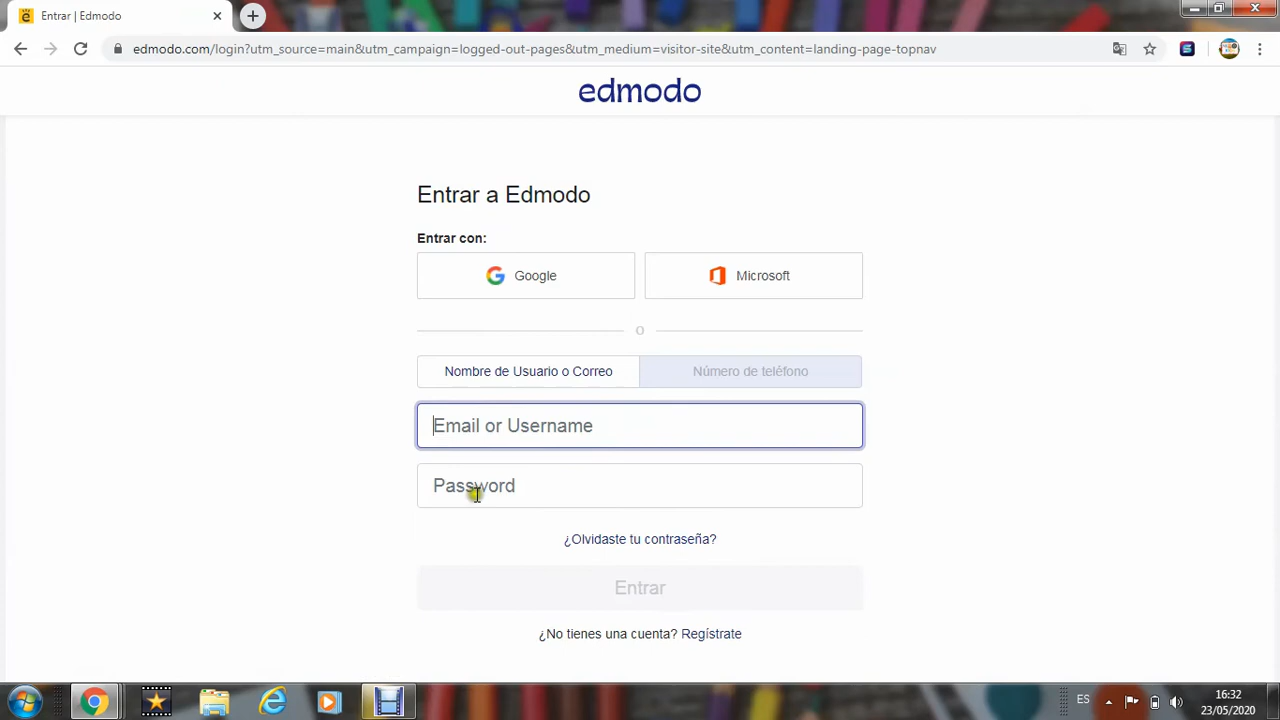 Entrar | Edmodo
edmodo.com/login?utm_source=main&utm_campaign=logged-out-pages&utm_medium=visitor-site&utm_content=landing-page-topnav
edmodo
Entrar a Edmodo
Entrar con:
Google
Microsoft
o
Nombre de Usuario o Correo
Número de teléfono
Email or Username
Password
¿Olvidaste tu contraseña?
Entrar
¿No tienes una cuenta? Regístrate
ES
16:32
23/05/2020